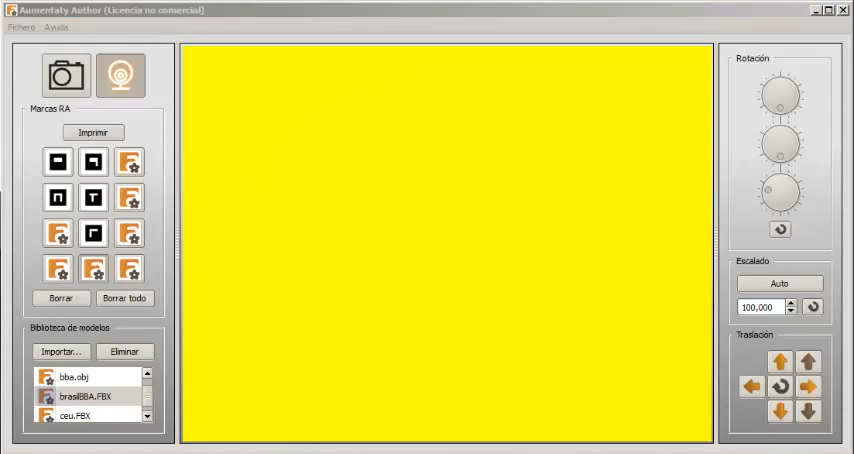 Aumentaty Author (Licencia no comercial)
Fichero Ayuda
Marcas RA
Imprimir
Borrar Borrar todo
Biblioteca de modelos
Importar... Eliminar
bba.obj
brasilBBA.FBX
ceu.FBX
Rotación
Escalado
Auto
100,000
Traslación